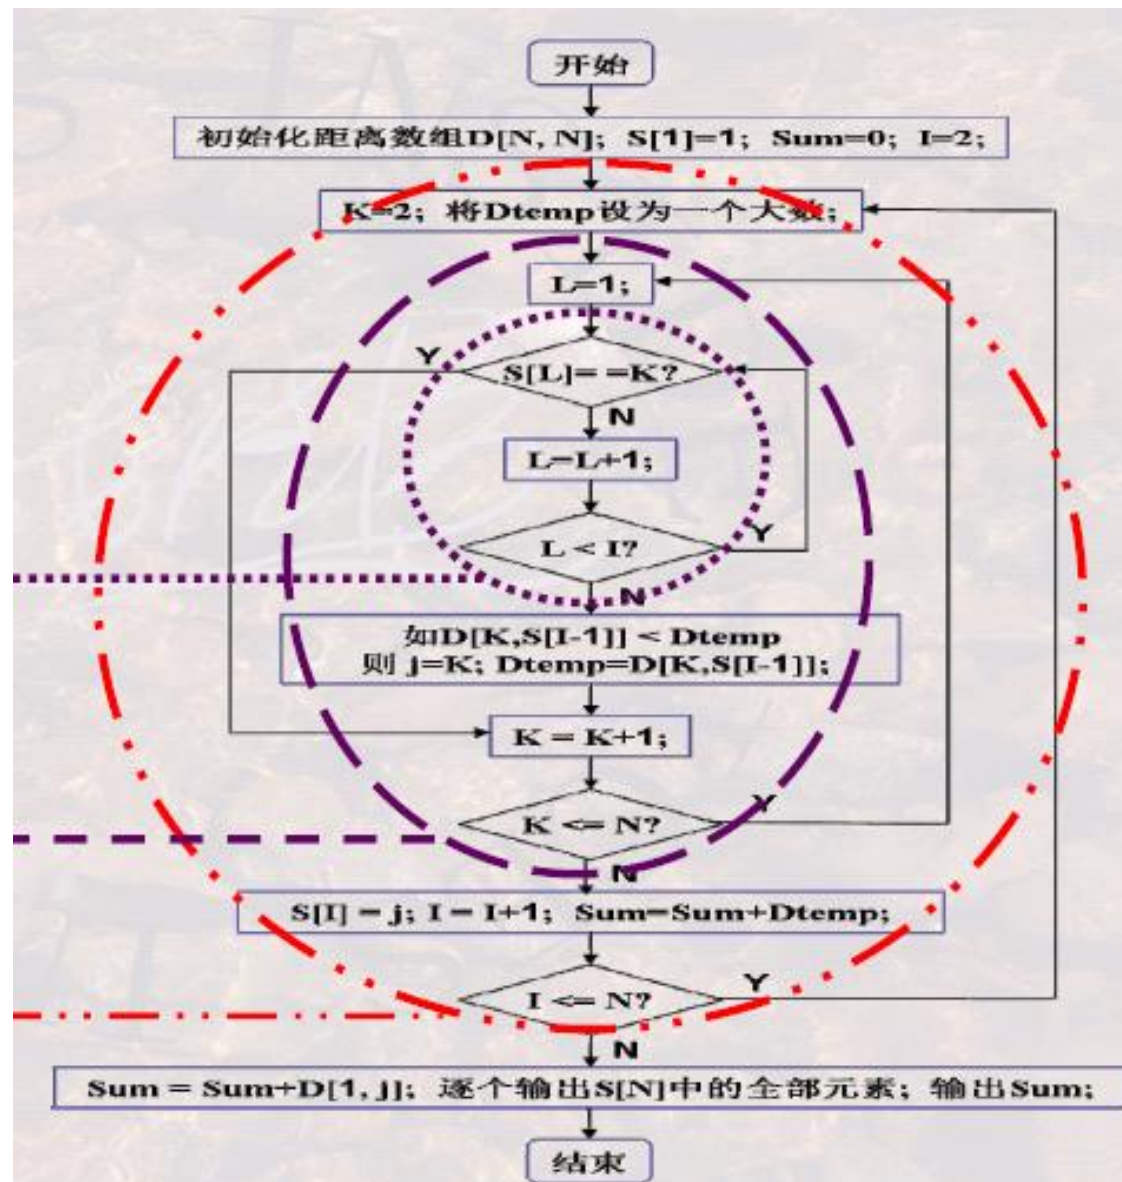 开始
初始化距离数组D[N, N]; S[1]=1; Sum=0; I=2;
K=2; 将Dtemp设为一个大数;
L=1;
Y
S[L]= =K?
N
L=L+1;
L < I?
Y
N
如D[K,S[I-1]] < Dtemp
则 j=K; Dtemp=D[K,S[I-1]];
K = K+1;
K <= N?
Y
N
S[I] = j; I = I+1; Sum=Sum+Dtemp;
I <= N?
Y
N
Sum = Sum+D[1, j]; 逐个输出S[N]中的全部元素; 输出Sum;
结束